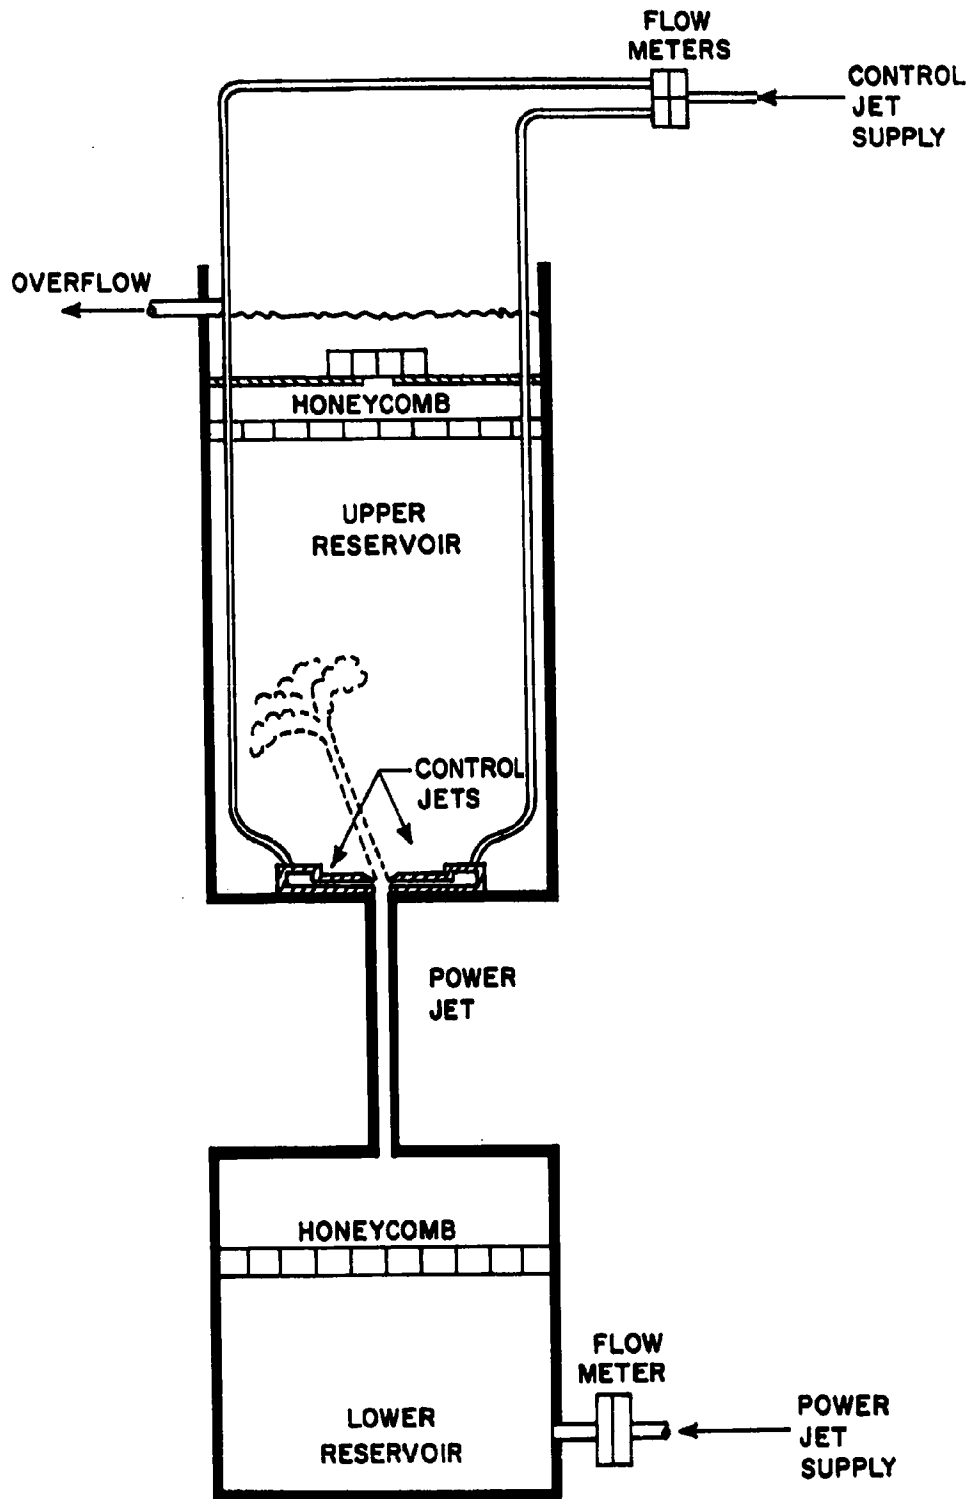 FLOW
METERS
CONTROL
JET
SUPPLY
OVERFLOW
HONEYCOMB
UPPER
RESERVOIR
CONTROL
JETS
POWER
JET
HONEYCOMB
FLOW
METER
LOWER
RESERVOIR
POWER
JET
SUPPLY